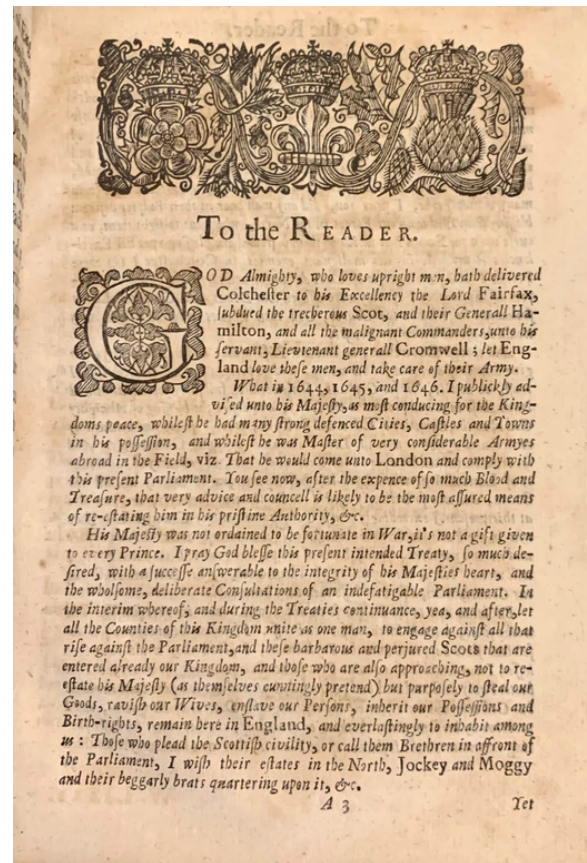 To the READER.
GOD Almighty, who loves upright men, hath delivered
Colchester to his Excellency the Lord Fairfax,
ſubdued the trecherous Scot, and their Generall Ha-
milton, and all the malignant Commanders,unto his
ſervant, Lieutenant generall Cromwell ; let Eng-
land love theſe men, and take care of their Army.
What in 1644, 1645, and 1646. I publickly ad-
viſed unto his Majeſty, as moſt conducing for the King-
doms peace, whileſt he had many ſtrong defenced Cities, Caſtles and Towns
in his poſſeſſion, and whileſt he was Maſter of very conſiderable Armyes
abroad in the Field, viz. That he would come unto London and comply with
this preſent Parliament. You ſee now, after the expence of ſo much Blood and
Treaſure, that very advice and councell is likely to be the moſt aſſured means
of re-eſtating him in his priſtine Authority, &c.
His Majeſty was not ordained to be fortunate in War,it's not a gift given
to every Prince. I pray God bleſſe this preſent intended Treaty, ſo much de-
ſired, with a ſucceſſe anſwerable to the integrity of his Majeſties heart, and
the wholſome, deliberate Conſultations of an indefatigable Parliament. In
the interim whereof, and during the Treaties continuance, yea, and after,let
all the Counties of this Kingdom unite as one man, to engage againſt all that
riſe againſt the Parliament,and theſe barbarous and perjured Scots that are
entered already our Kingdom, and thoſe who are alſo approaching, not to re-
eſtate his Majeſty (as themſelves cunningly pretend) but purpoſely to ſteal our
Goods, raviſh our Wives, enſlave our Perſons, inherit our Poſſeſſions and
Birth-rights, remain here in England, and everlaſtingly to inhabit among
us : Thoſe who plead the Scottiſh civility, or call them Brethren in affront of
the Parliament, I wiſh their eſtates in the North, Jockey and Moggy
and their beggarly brats quartering upon it, &c.
A 3 Yet